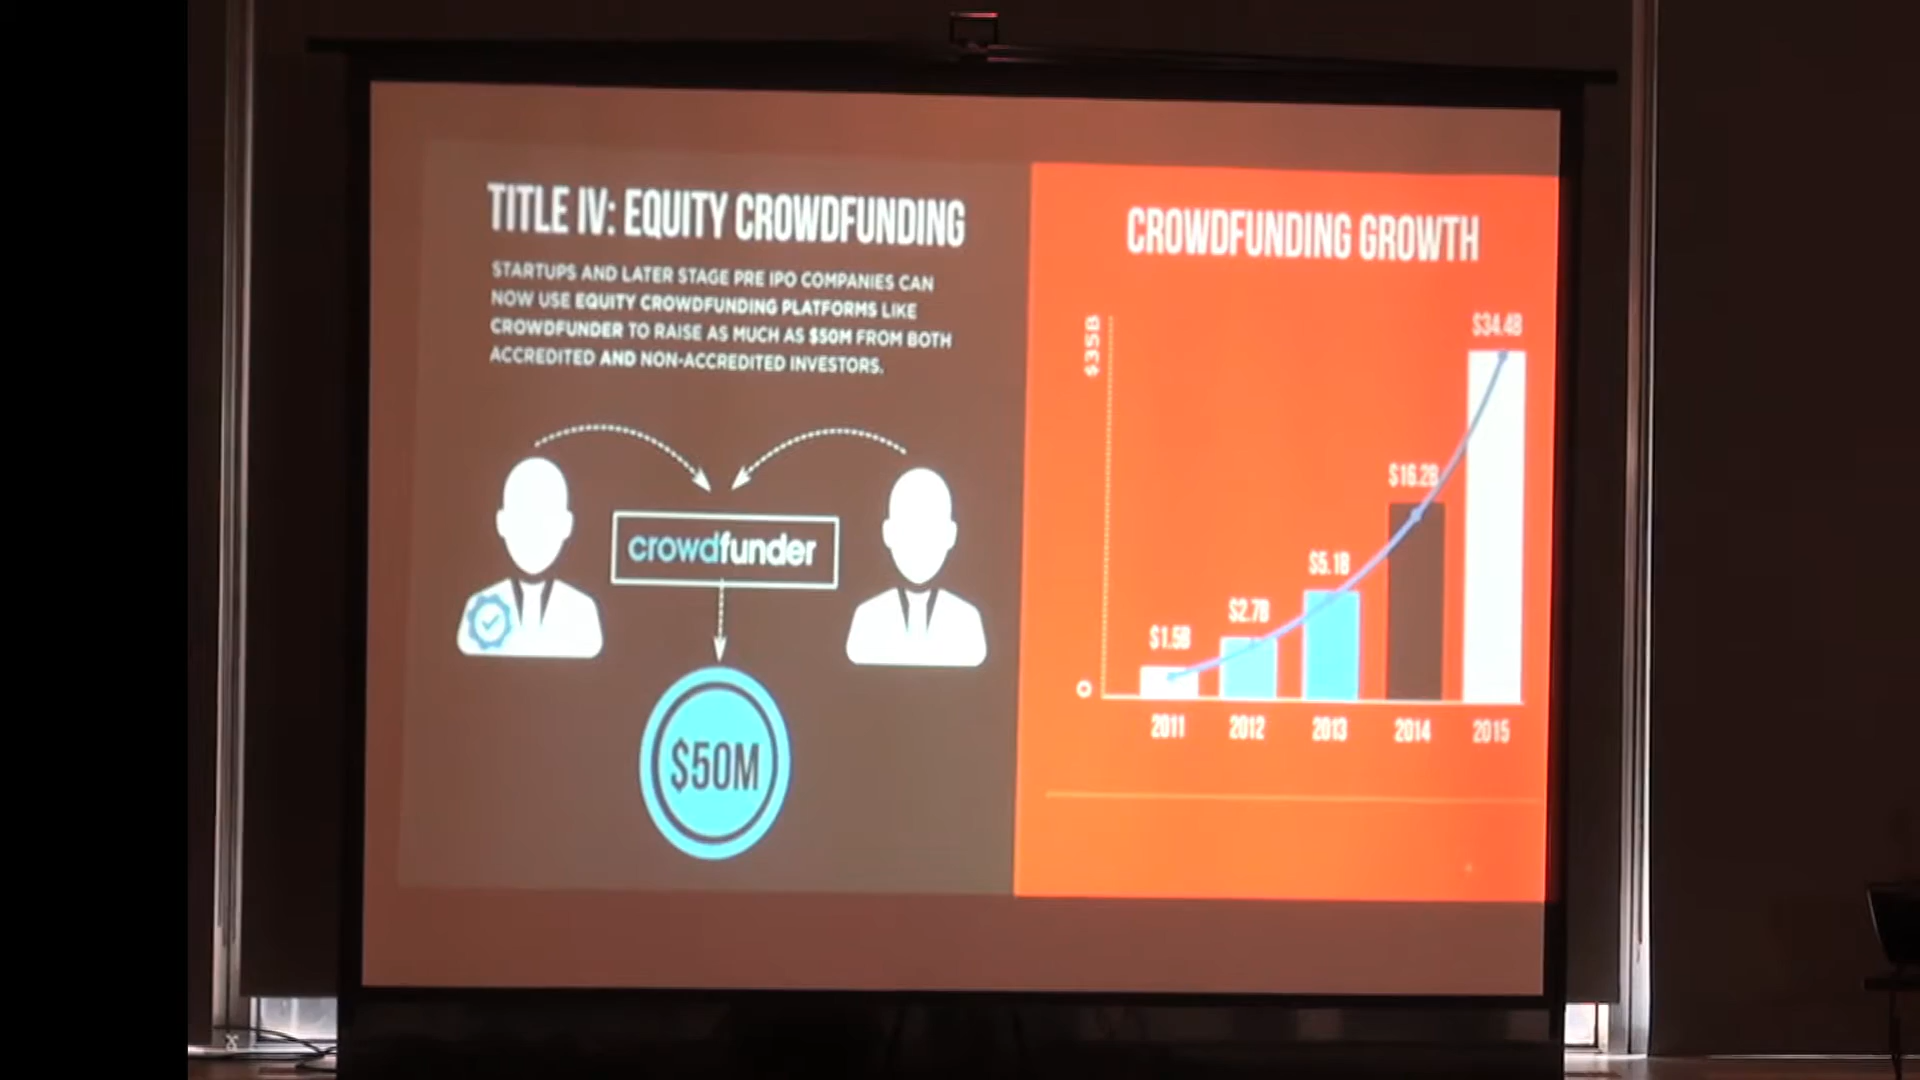 TITLE IV: EQUITY CROWDFUNDING
STARTUPS AND LATER STAGE PRE IPO COMPANIES CAN
NOW USE EQUITY CROWDFUNDING PLATFORMS LIKE
CROWDFUNDER TO RAISE AS MUCH AS $50M FROM BOTH
ACCREDITED AND NON-ACCREDITED INVESTORS.
crowdfunder
$50M
CROWDFUNDING GROWTH
$35B
0
$1.5B
$2.7B
$5.1B
$16.2B
$34.4B
2011 2012 2013 2014 2015